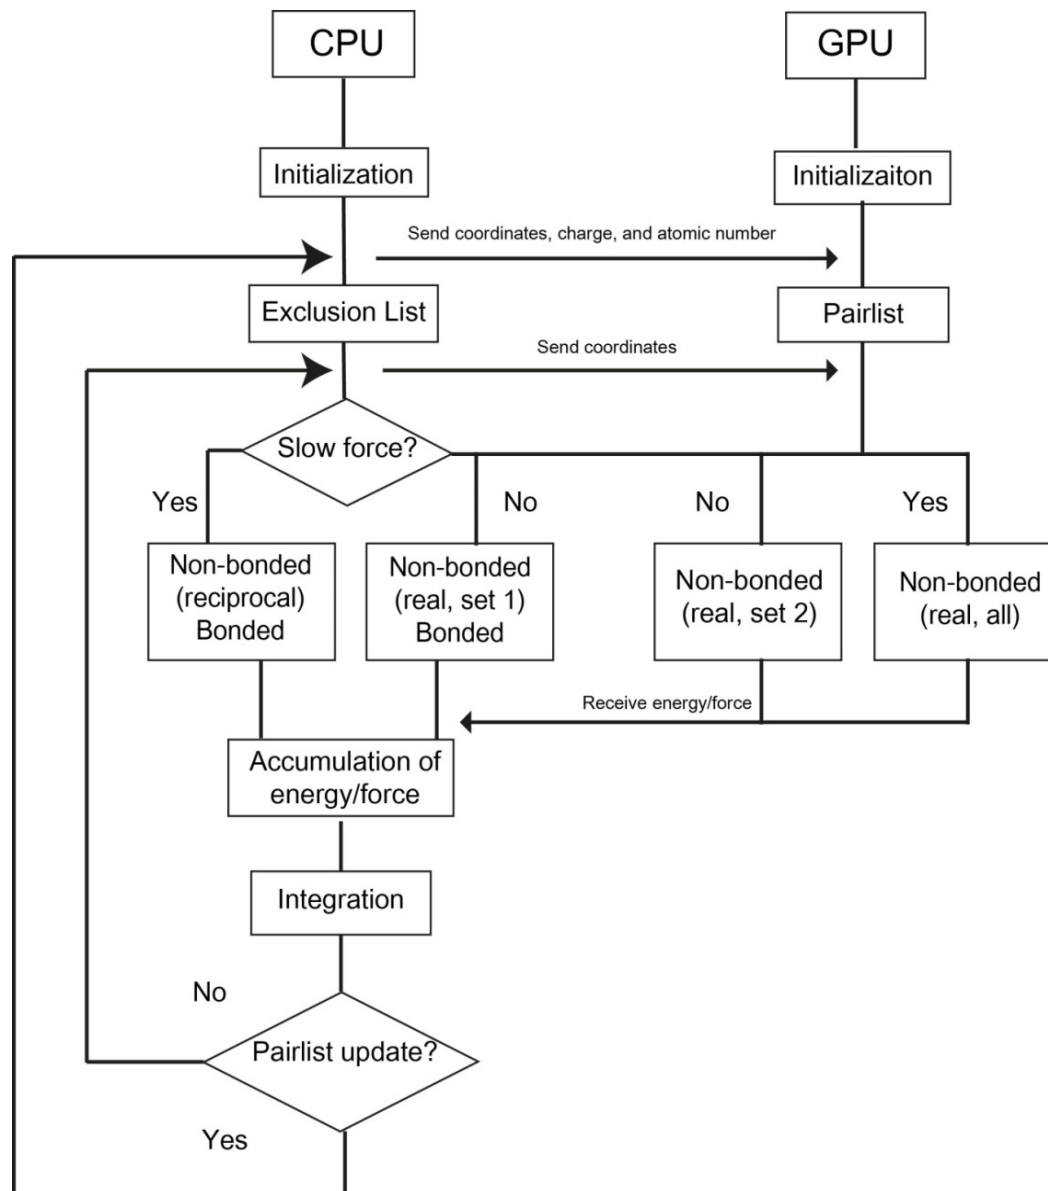 CPU
GPU
Initialization
Initializaiton
Send coordinates, charge, and atomic number
Exclusion List
Pairlist
Send coordinates
Slow force?
Yes
No
No
Yes
Non-bonded
(reciprocal)
Bonded
Non-bonded
(real, set 1)
Bonded
Non-bonded
(real, set 2)
Non-bonded
(real, all)
Receive energy/force
Accumulation of
energy/force
Integration
No
Pairlist update?
Yes